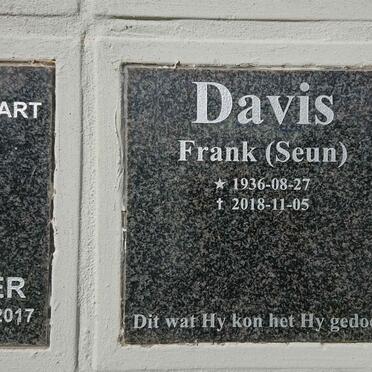 ART
ER
2017
Davis
Frank (Seun)
★ 1936-08-27
✝ 2018-11-05
Dit wat Hy kon het Hy gedoe